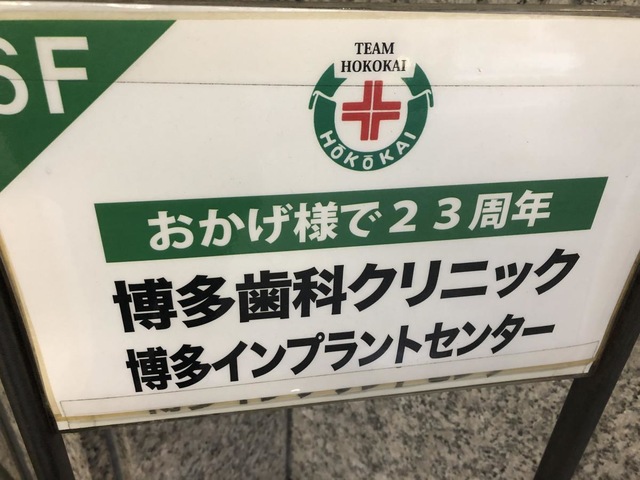 6F
TEAM
HOKOKAI
HŌKŌKAI
おかげ様で２３周年
博多歯科クリニック
博多インプラントセンター